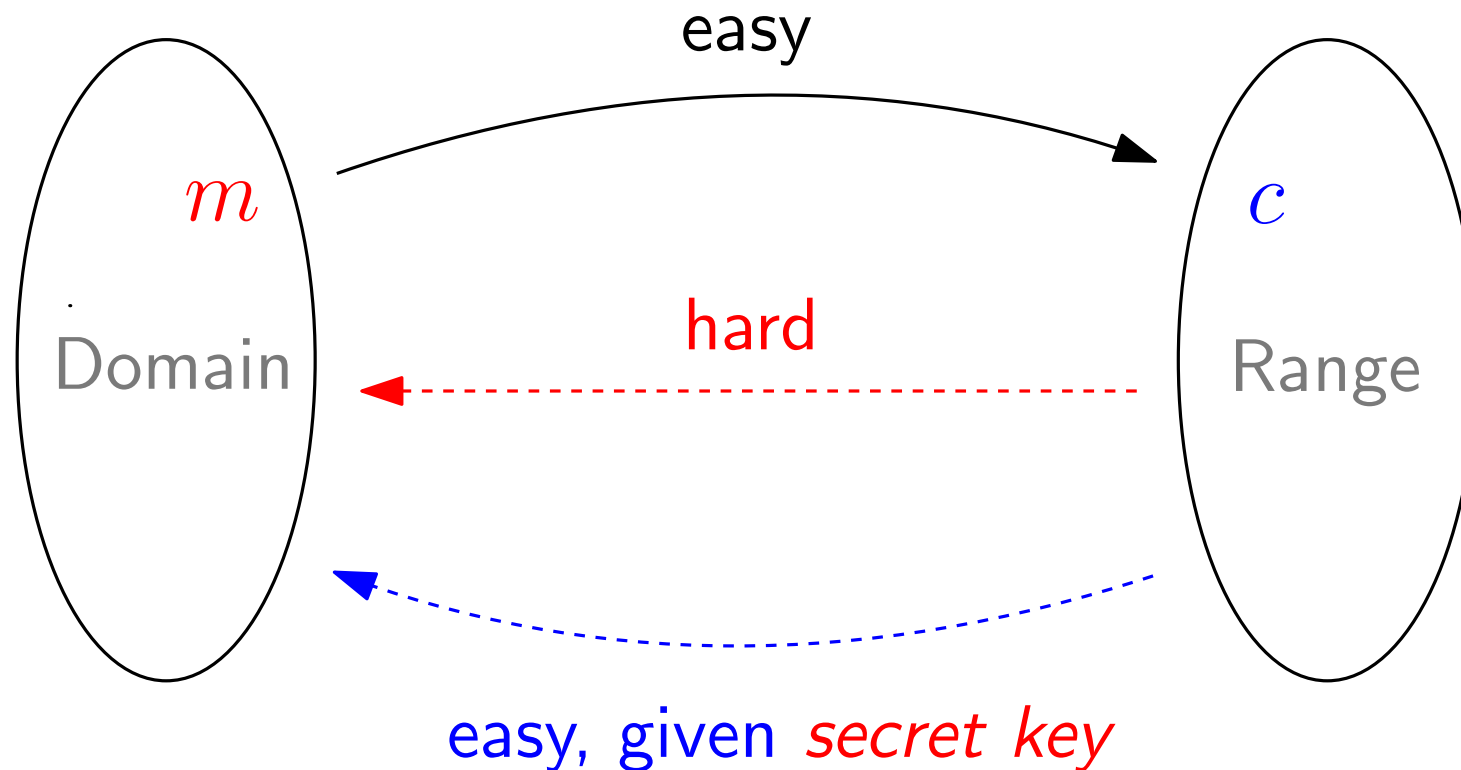 easy
m
c
hard
Domain
Range
easy, given secret key